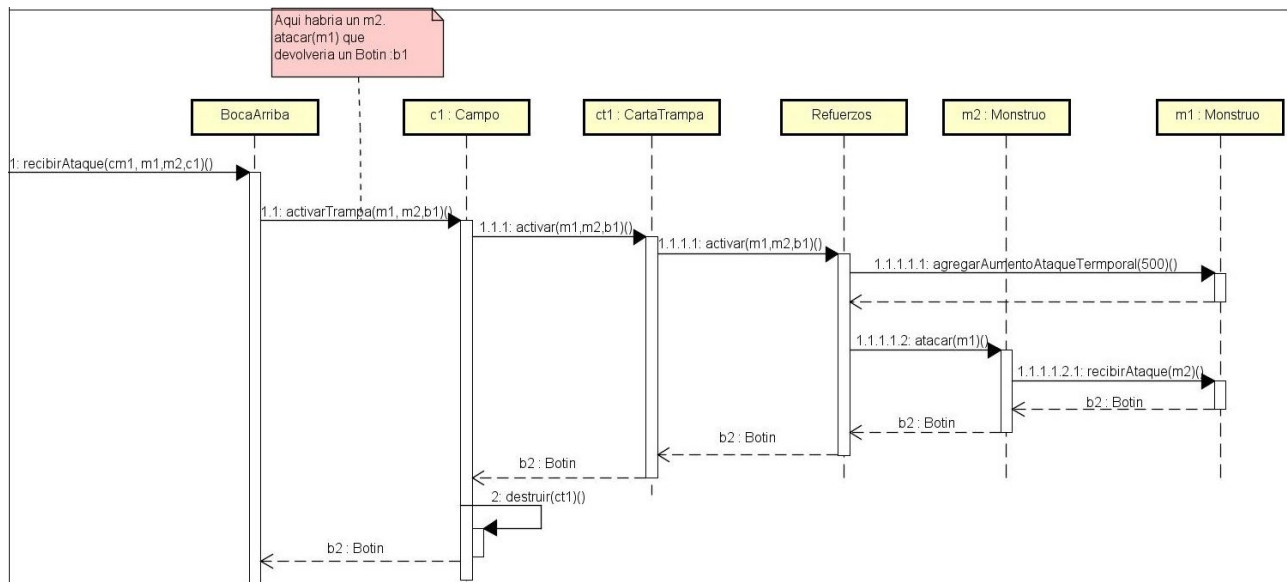 Aqui habria un m2.
atacar(m1) que
devolveria un Botin :b1
BocaArriba
c1 : Campo
ct1 : CartaTrampa
Refuerzos
m2 : Monstruo
m1 : Monstruo
1: recibirAtaque(cm1, m1,m2,c1)()
1.1: activarTrampa(m1, m2,b1)()
1.1.1: activar(m1,m2,b1)()
1.1.1.1: activar(m1,m2,b1)()
1.1.1.1.1: agregarAumentoAtaqueTermporal(500)()
1.1.1.1.2: atacar(m1)()
1.1.1.1.2.1: recibirAtaque(m2)()
b2 : Botin
b2 : Botin
b2 : Botin
b2 : Botin
2: destruir(ct1)()
b2 : Botin